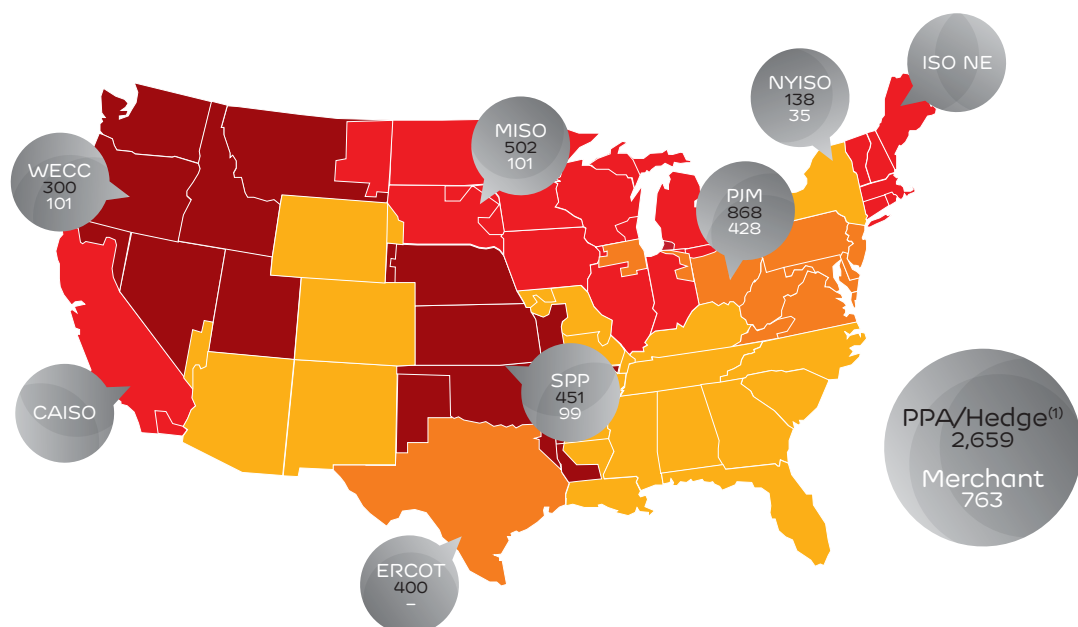 ISO NE
NYISO
138
35
MISO
502
101
WECC
300
101
PJM
868
428
SPP
451
99
CAISO
PPA/Hedge(1)
2,659
Merchant
763
ERCOT
400
–